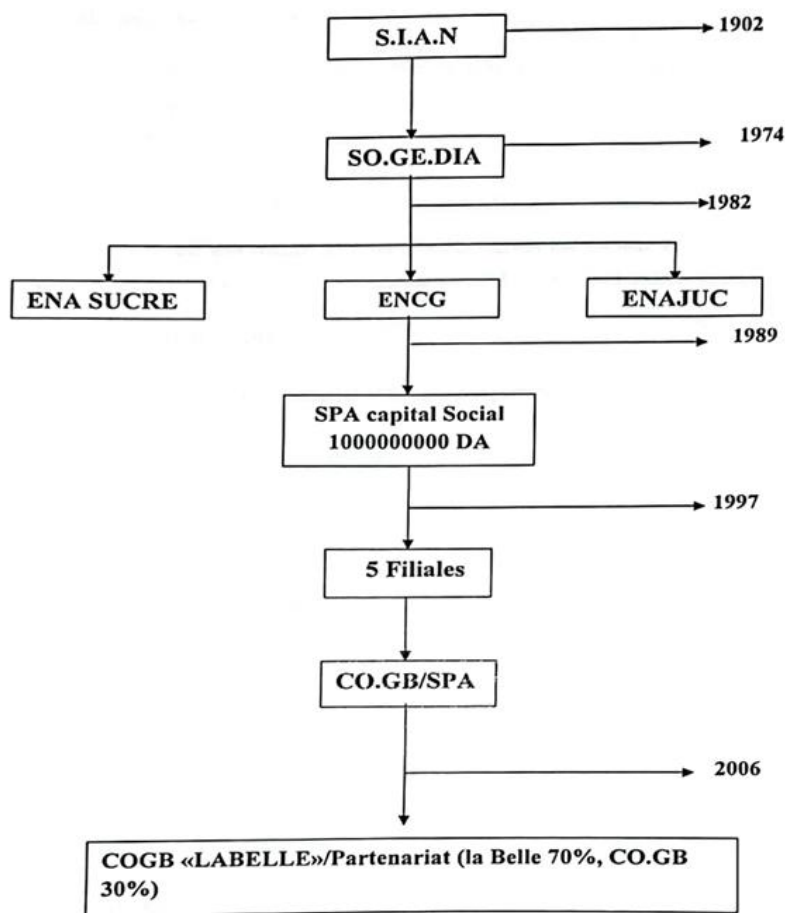 S.I.A.N
1902
SO.GE.DIA
1974
1982
ENA SUCRE
ENCG
ENAJUC
1989
SPA capital Social
1000000000 DA
1997
5 Filiales
CO.GB/SPA
2006
COGB «LABELLE»/Partenariat (la Belle 70%, CO.GB
30%)